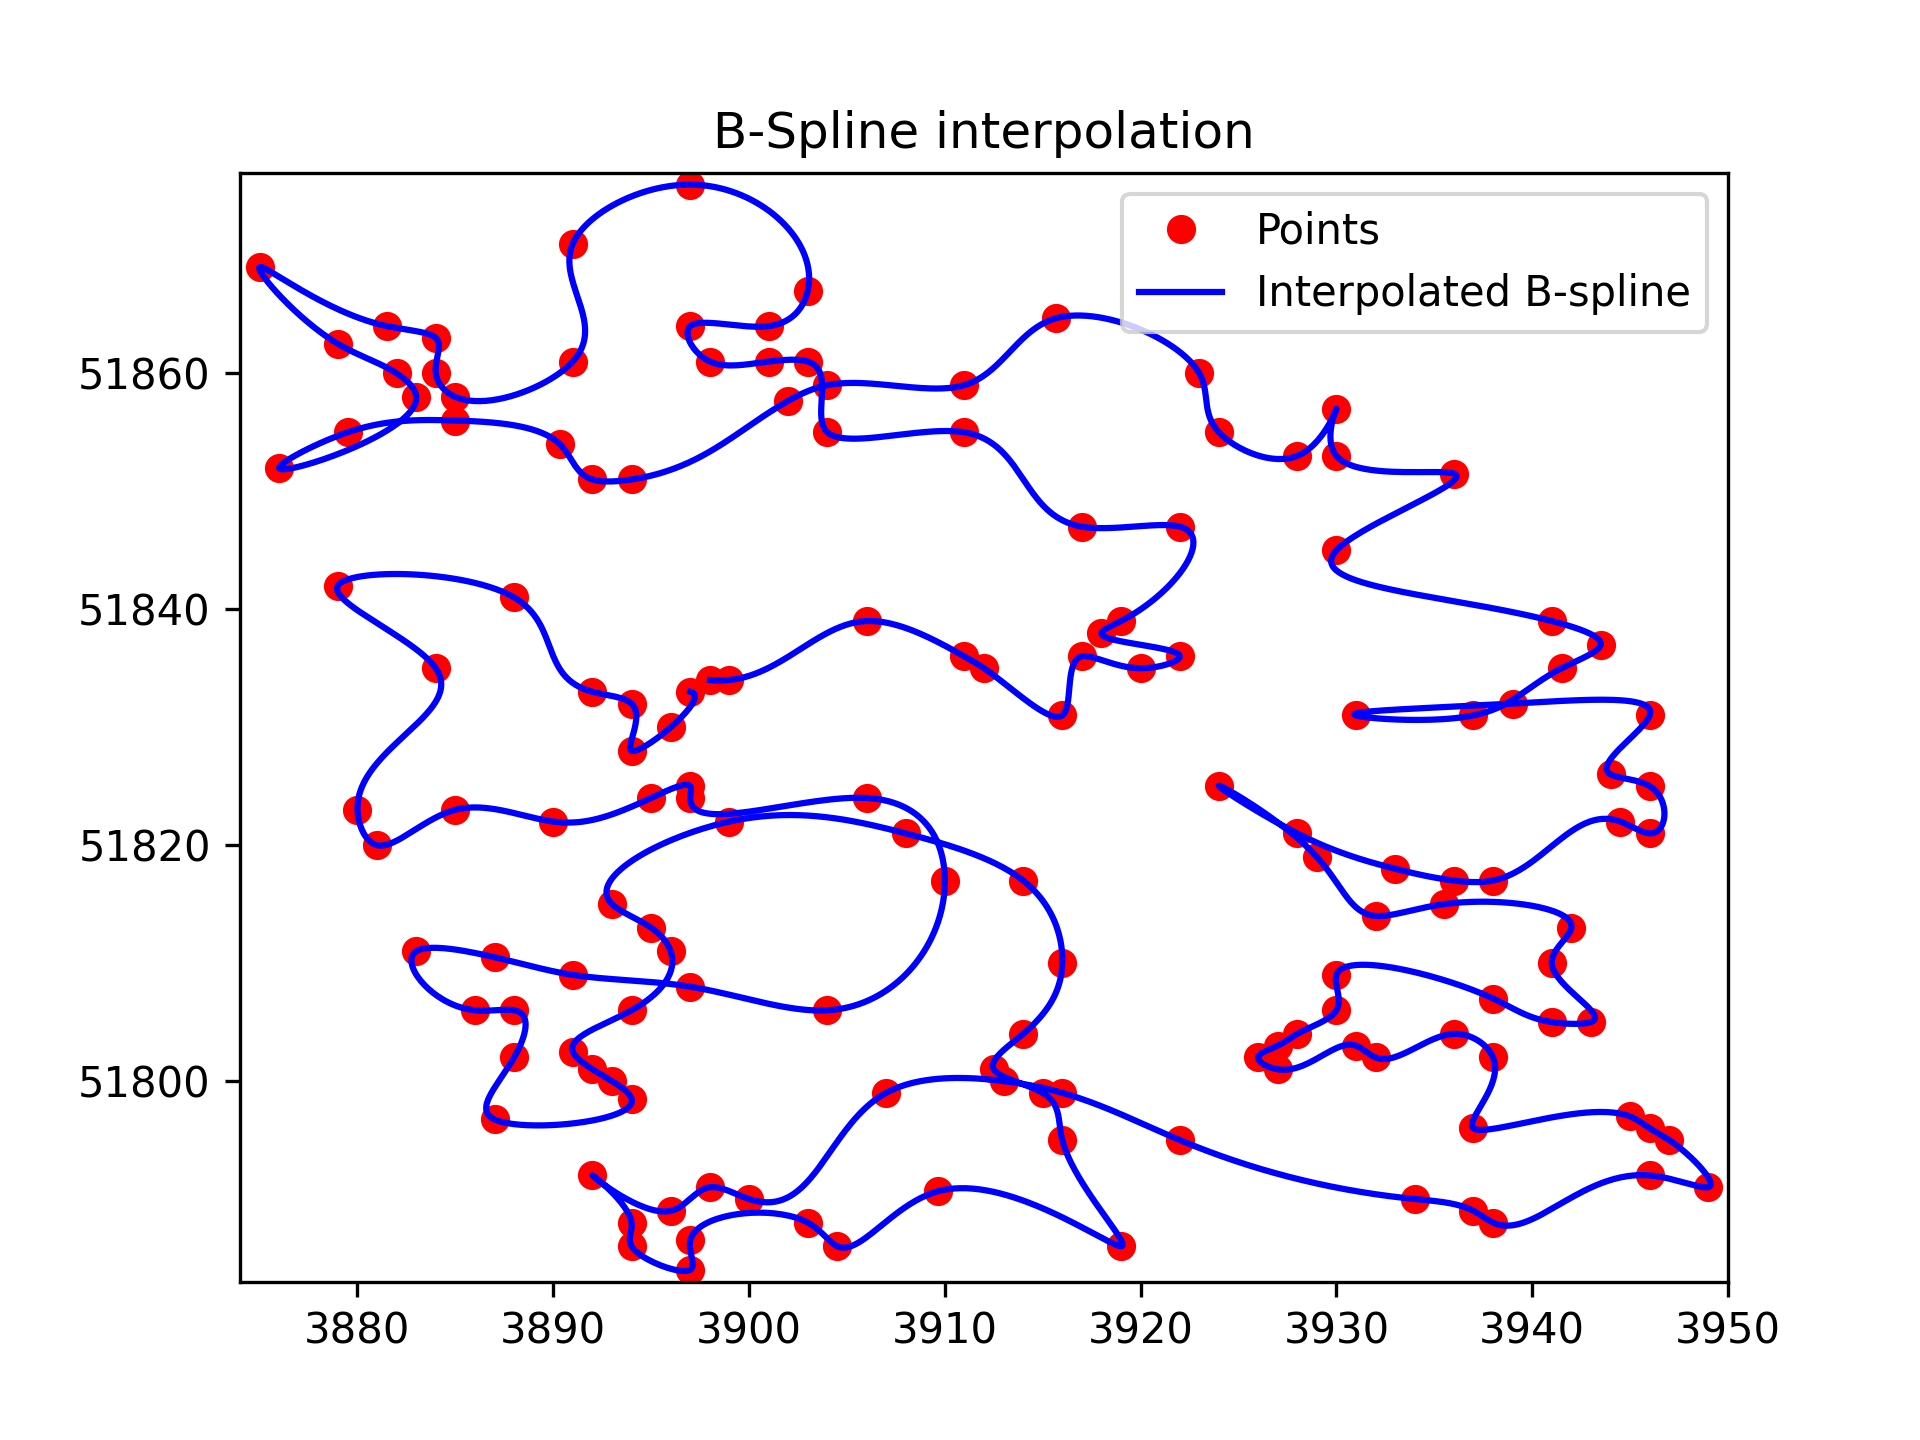 B-Spline interpolation
Points
Interpolated B-spline
51860
51840
51820
51800
3880 3890 3900 3910 3920 3930 3940 3950